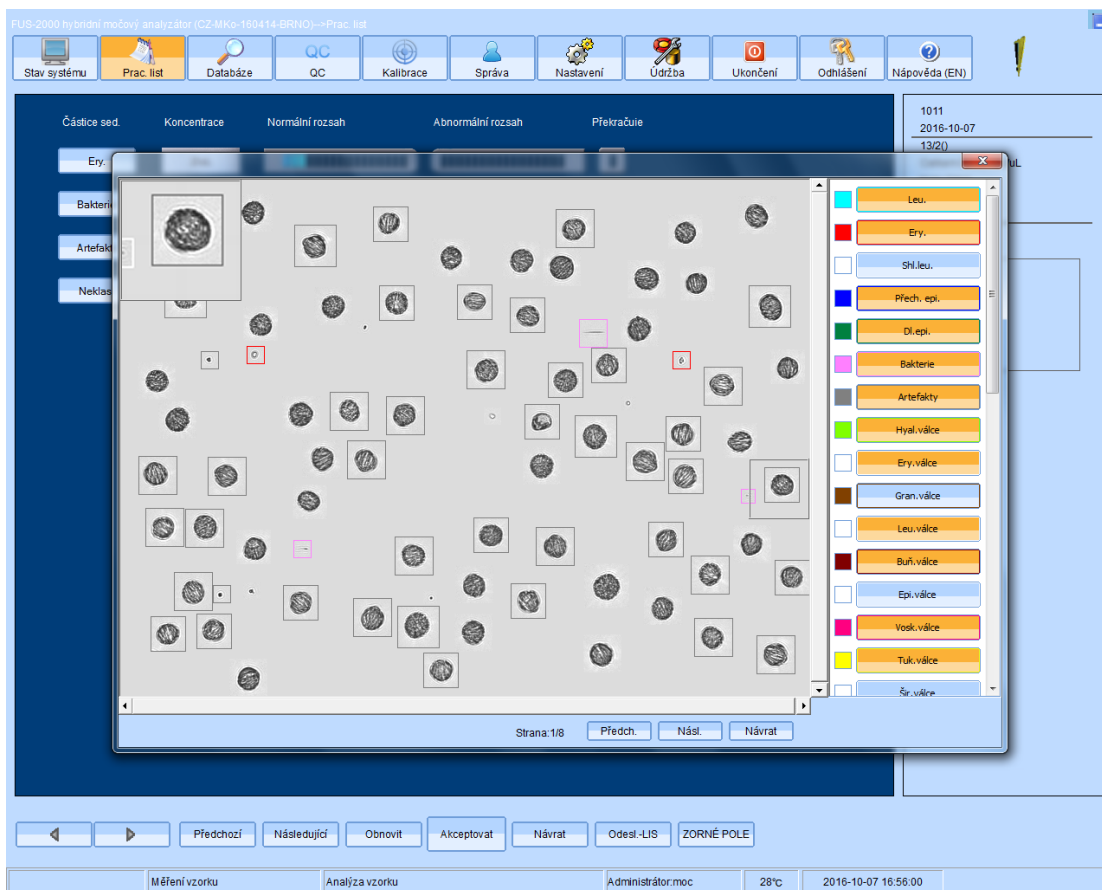 FUS-2000 hybridní močový analyzátor (CZ-MKo-160414-BRNO)-->Prac. list
Stav systému
Prac. list
Databáze
QC
QC
Kalibrace
Správa
Nastavení
Údržba
Ukončení
Odhlášení
Nápověda (EN)
Částice sed.
Koncentrace
Normální rozsah
Abnormální rozsah
Překračuie
1011
2016-10-07
13/2()
uL
Ery.
Bakterie
Artefakt
Neklas
Leu.
Ery.
Shl.leu.
Přech. epi.
Dl.epi.
Bakterie
Artefakty
Hyal.válce
Ery.válce
Gran.válce
Leu.válce
Buň.válce
Epi.válce
Vosk.válce
Tuk.válce
Šir.válce
Strana:1/8
Předch.
Násl.
Návrat
Předchozí
Následující
Obnovit
Akceptovat
Návrat
Odesl.-LIS
ZORNÉ POLE
Měření vzorku
Analýza vzorku
Administrátor:moc
28℃
2016-10-07 16:56:00